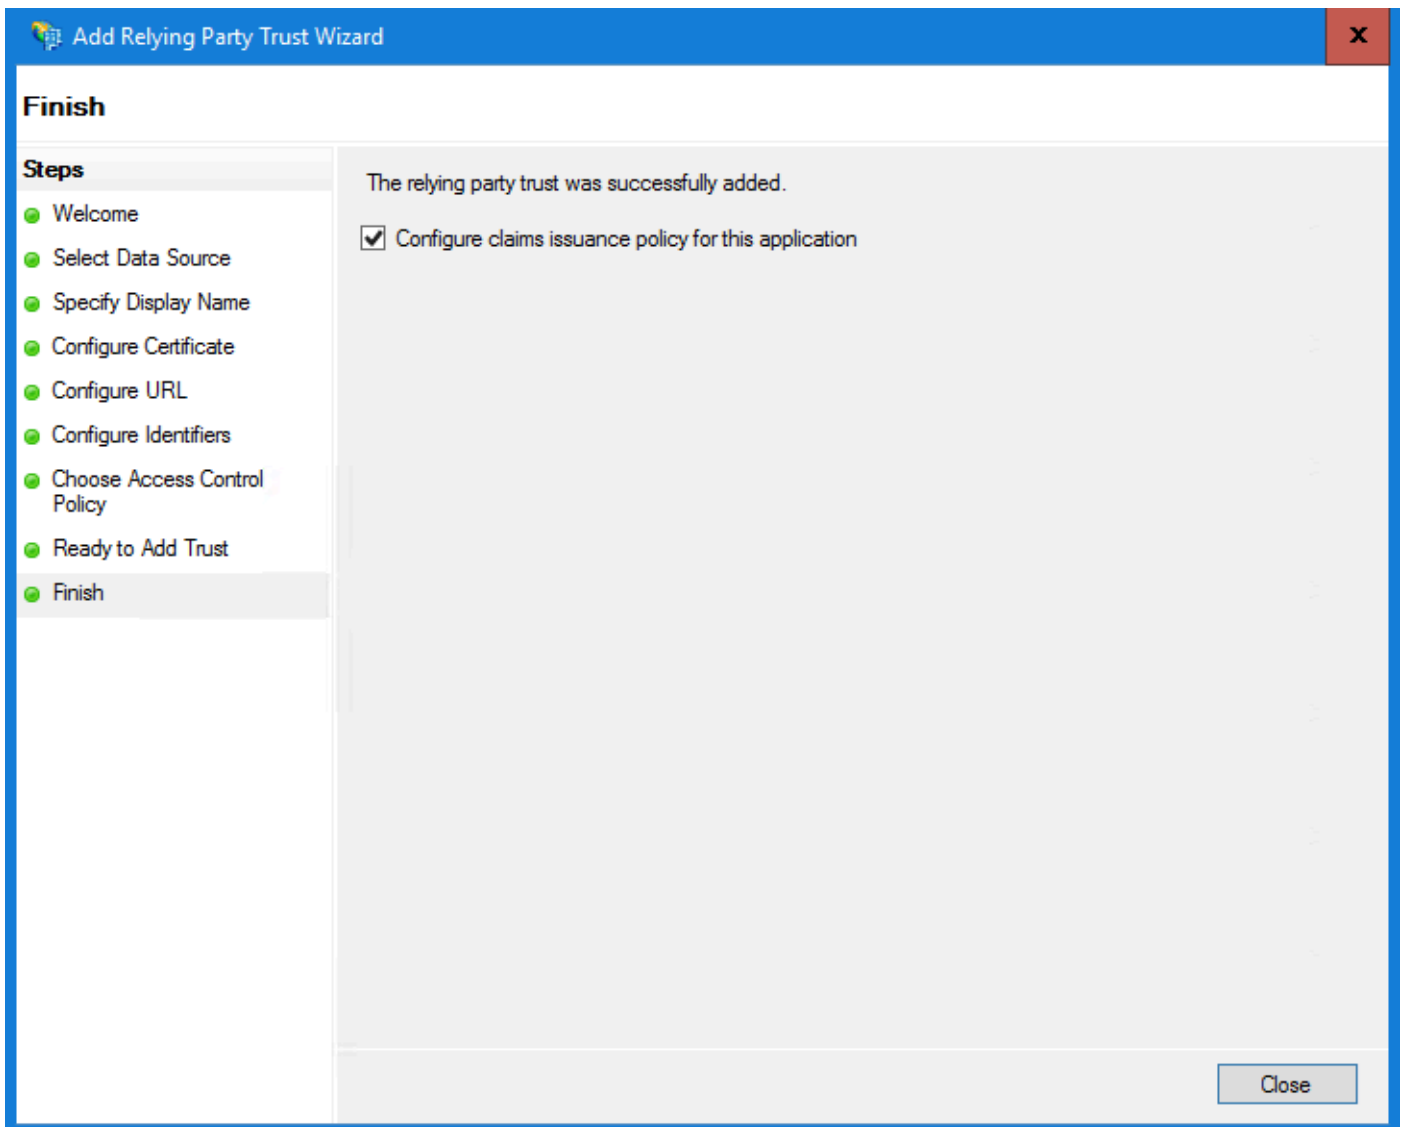 Add Relying Party Trust Wizard
x
Finish
Steps
Welcome
Select Data Source
Specify Display Name
Configure Certificate
Configure URL
Configure Identifiers
Choose Access Control
Policy
Ready to Add Trust
Finish
The relying party trust was successfully added.
Configure claims issuance policy for this application
Close